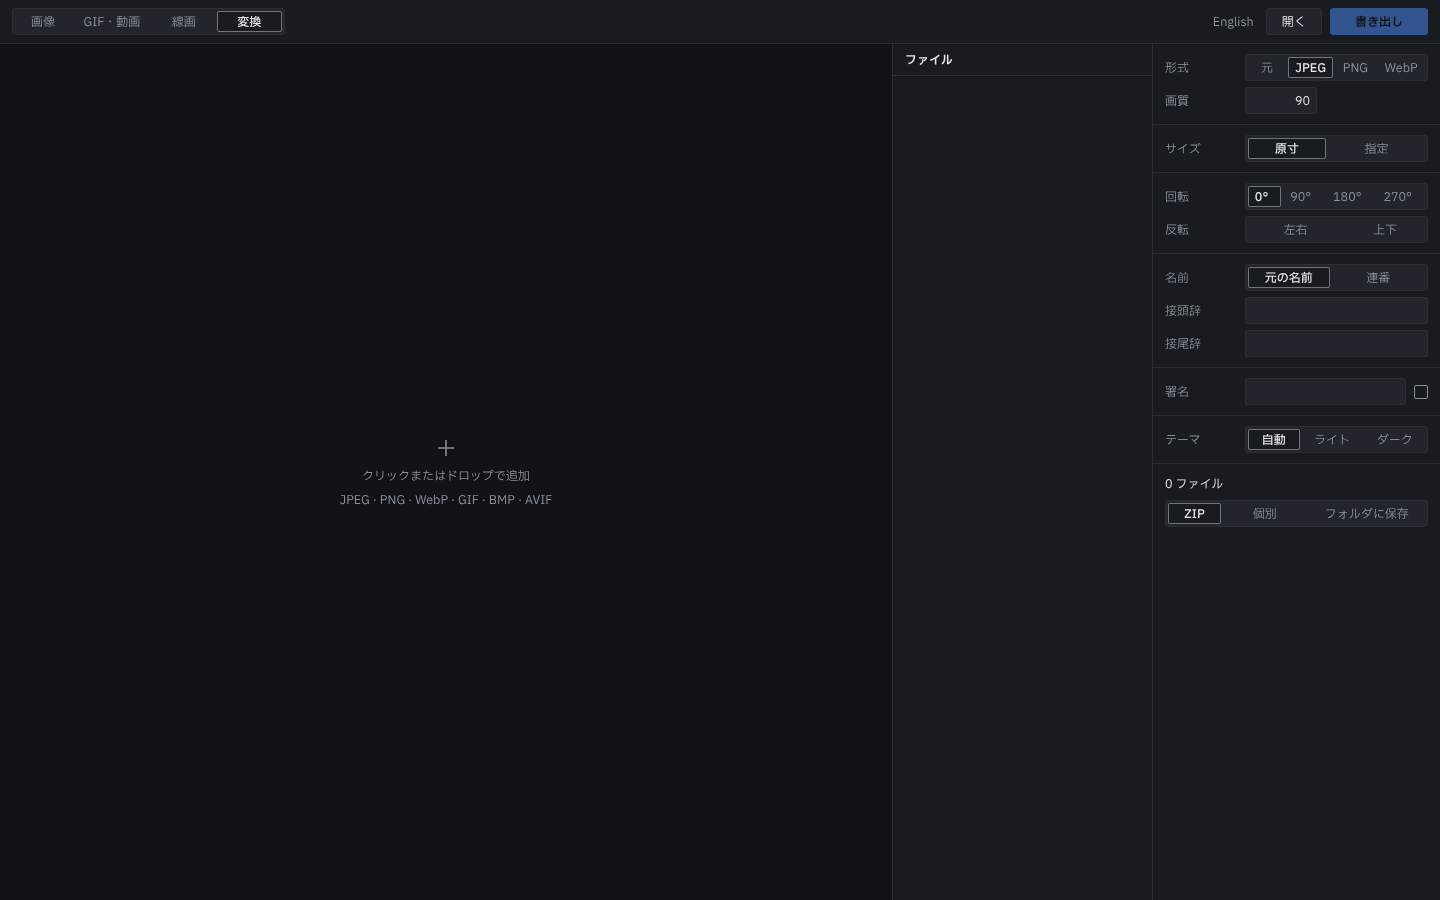 画像 GIF・動画 線画 変換 English 開く 書き出し
ファイル
形式 元 JPEG PNG WebP
画質 90
サイズ 原寸 指定
回転 0° 90° 180° 270°
反転 左右 上下
名前 元の名前 連番
接頭辞
接尾辞
署名
テーマ 自動 ライト ダーク
0 ファイル
ZIP 個別 フォルダに保存
クリックまたはドロップで追加
JPEG · PNG · WebP · GIF · BMP · AVIF